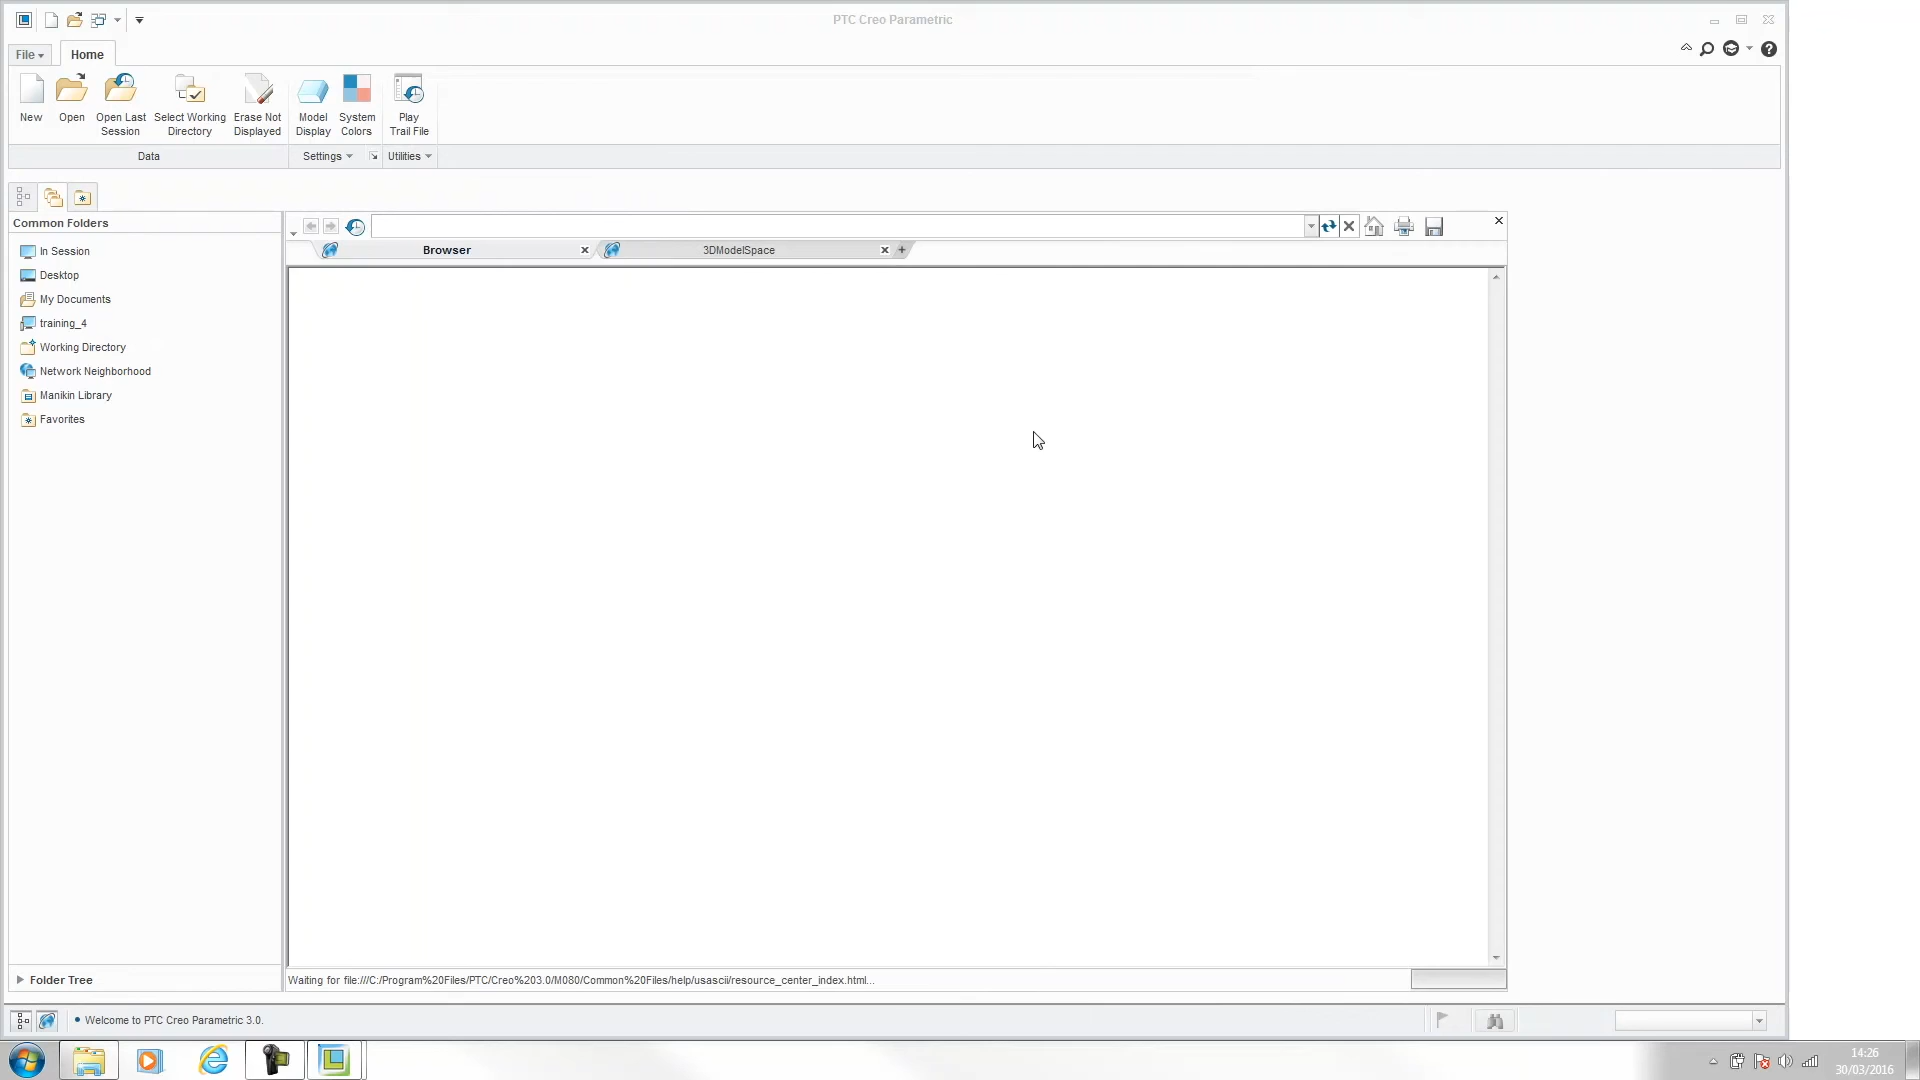 PTC Creo Parametric
File
Home
New
Open
Open Last
Session
Select Working
Directory
Erase Not
Displayed
Model
Display
System
Colors
Play
Trail File
Data
Settings
Utilities
Common Folders
Browser
3DModelSpace
In Session
Desktop
My Documents
training_4
Working Directory
Network Neighborhood
Manikin Library
Favorites
Folder Tree
Waiting for file:///C:/Program%20Files/PTC/Creo%203.0/M080/Common%20Files/help/usascii/resource_center_index.html...
• Welcome to PTC Creo Parametric 3.0.
14:26
30/03/2016